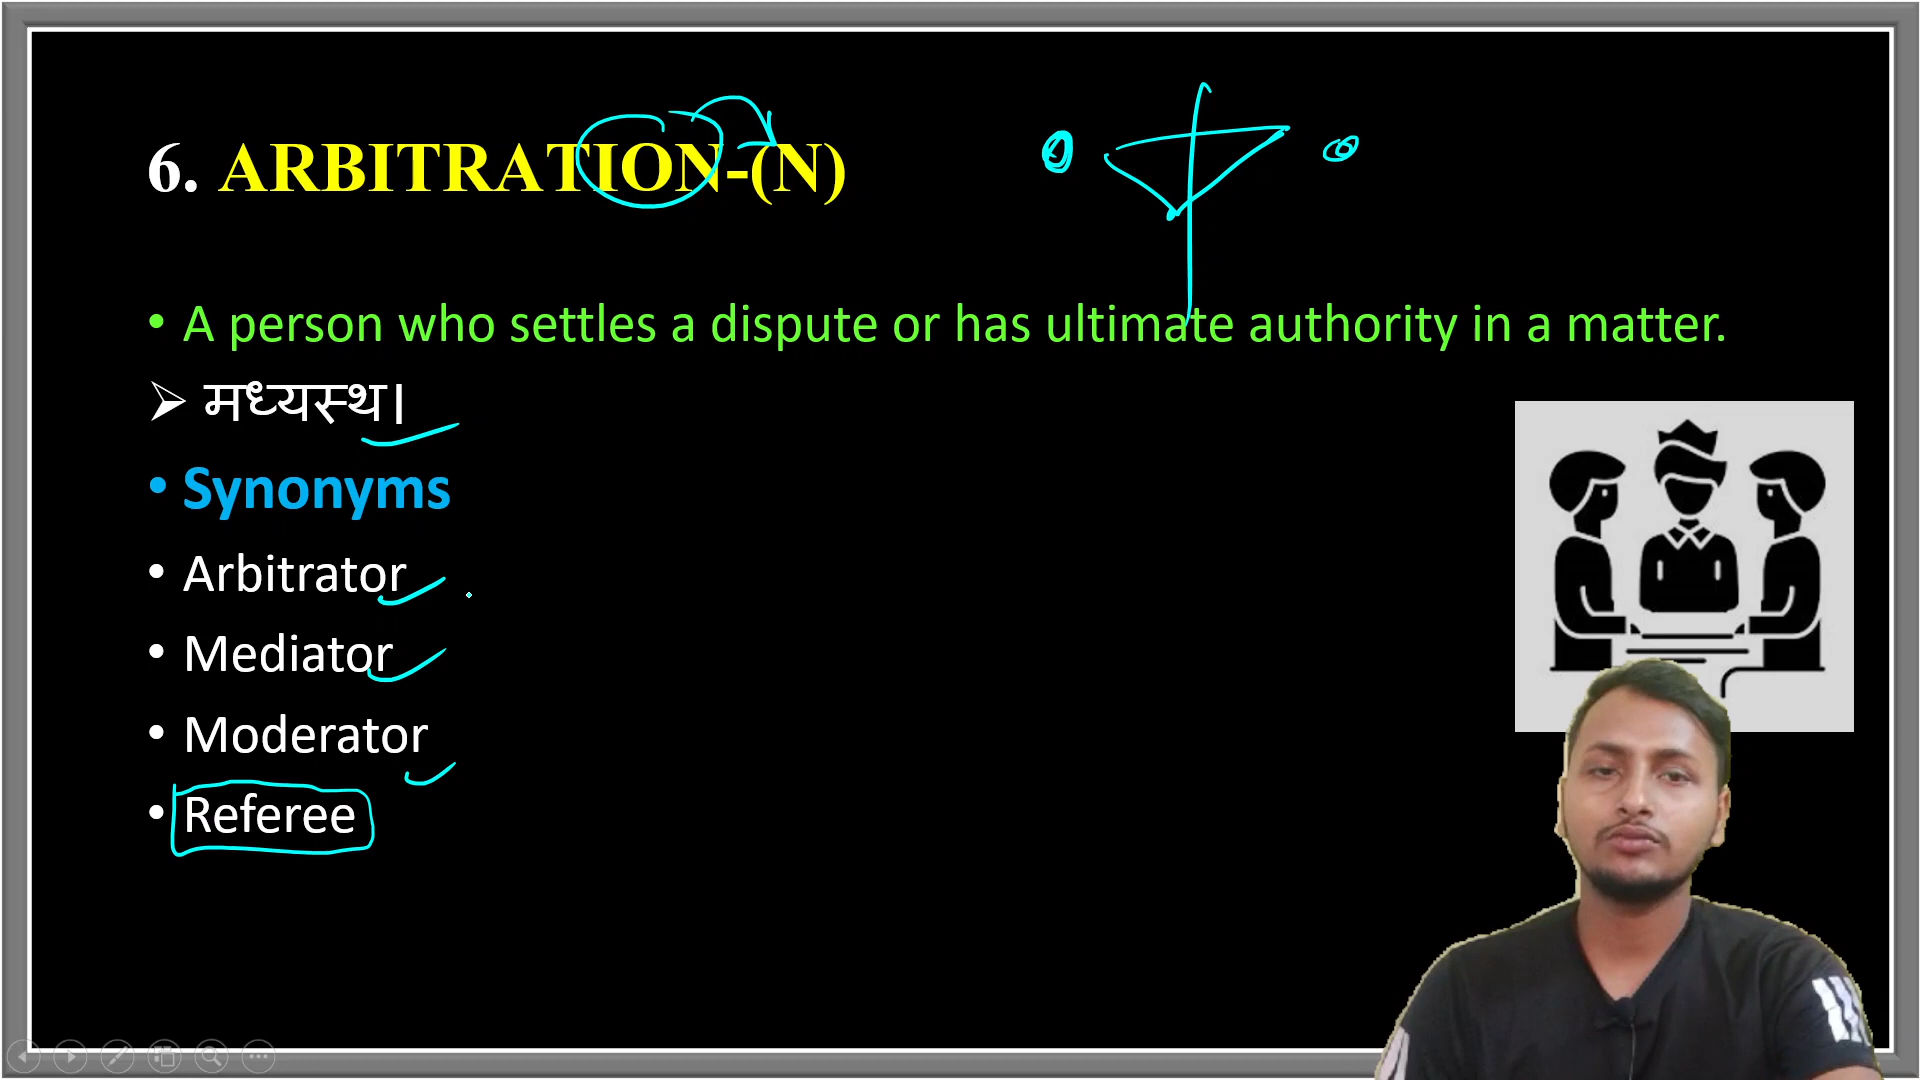 6. ARBITRATION-(N)
• A person who settles a dispute or has ultimate authority in a matter.
➢ मध्यस्थ।
• Synonyms
• Arbitrator
• Mediator
• Moderator
• Referee